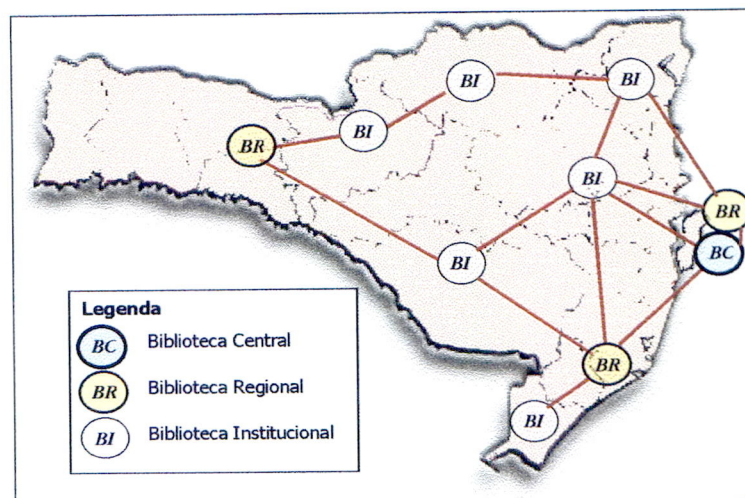 BI
BI
BI
BR
BI
BR
BC
BI
BR
BI
Legenda
BC Biblioteca Central
BR Biblioteca Regional
BI Biblioteca Institucional